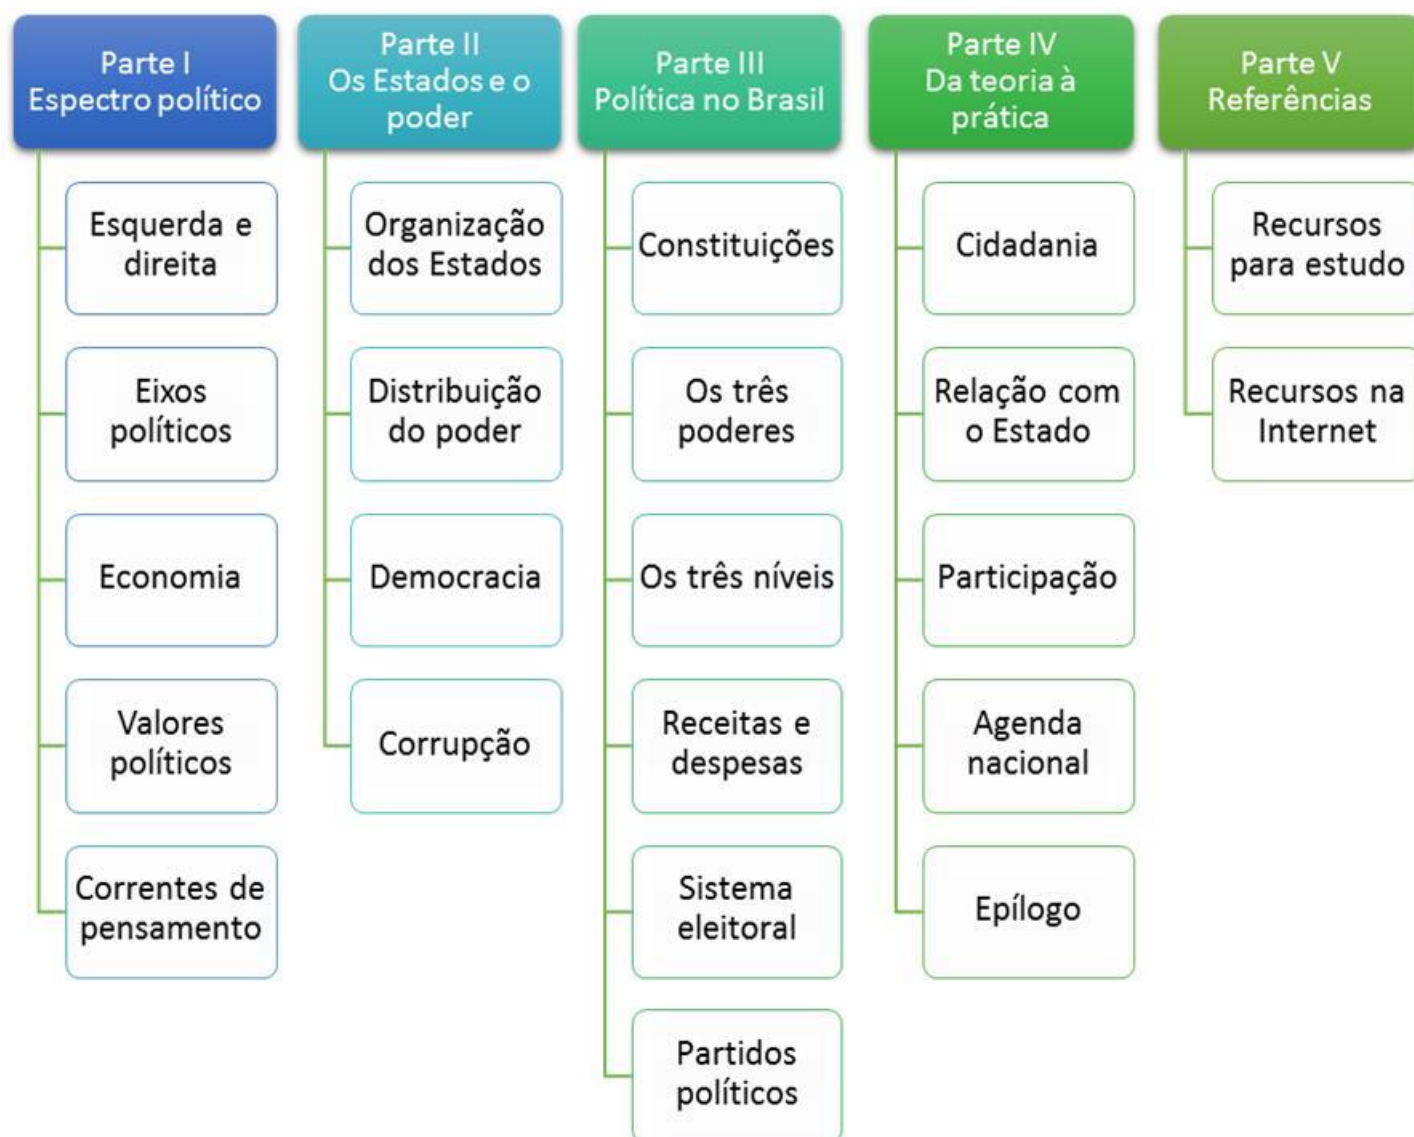 Parte I
Espectro político
Esquerda e
direita
Eixos
políticos
Economia
Valores
políticos
Correntes de
pensamento
Parte II
Os Estados e o
poder
Organização
dos Estados
Distribuição
do poder
Democracia
Corrupção
Parte III
Política no Brasil
Constituições
Os três
poderes
Os três níveis
Receitas e
despesas
Sistema
eleitoral
Partidos
políticos
Parte IV
Da teoria à
prática
Cidadania
Relação com
o Estado
Participação
Agenda
nacional
Epílogo
Parte V
Referências
Recursos
para estudo
Recursos na
Internet